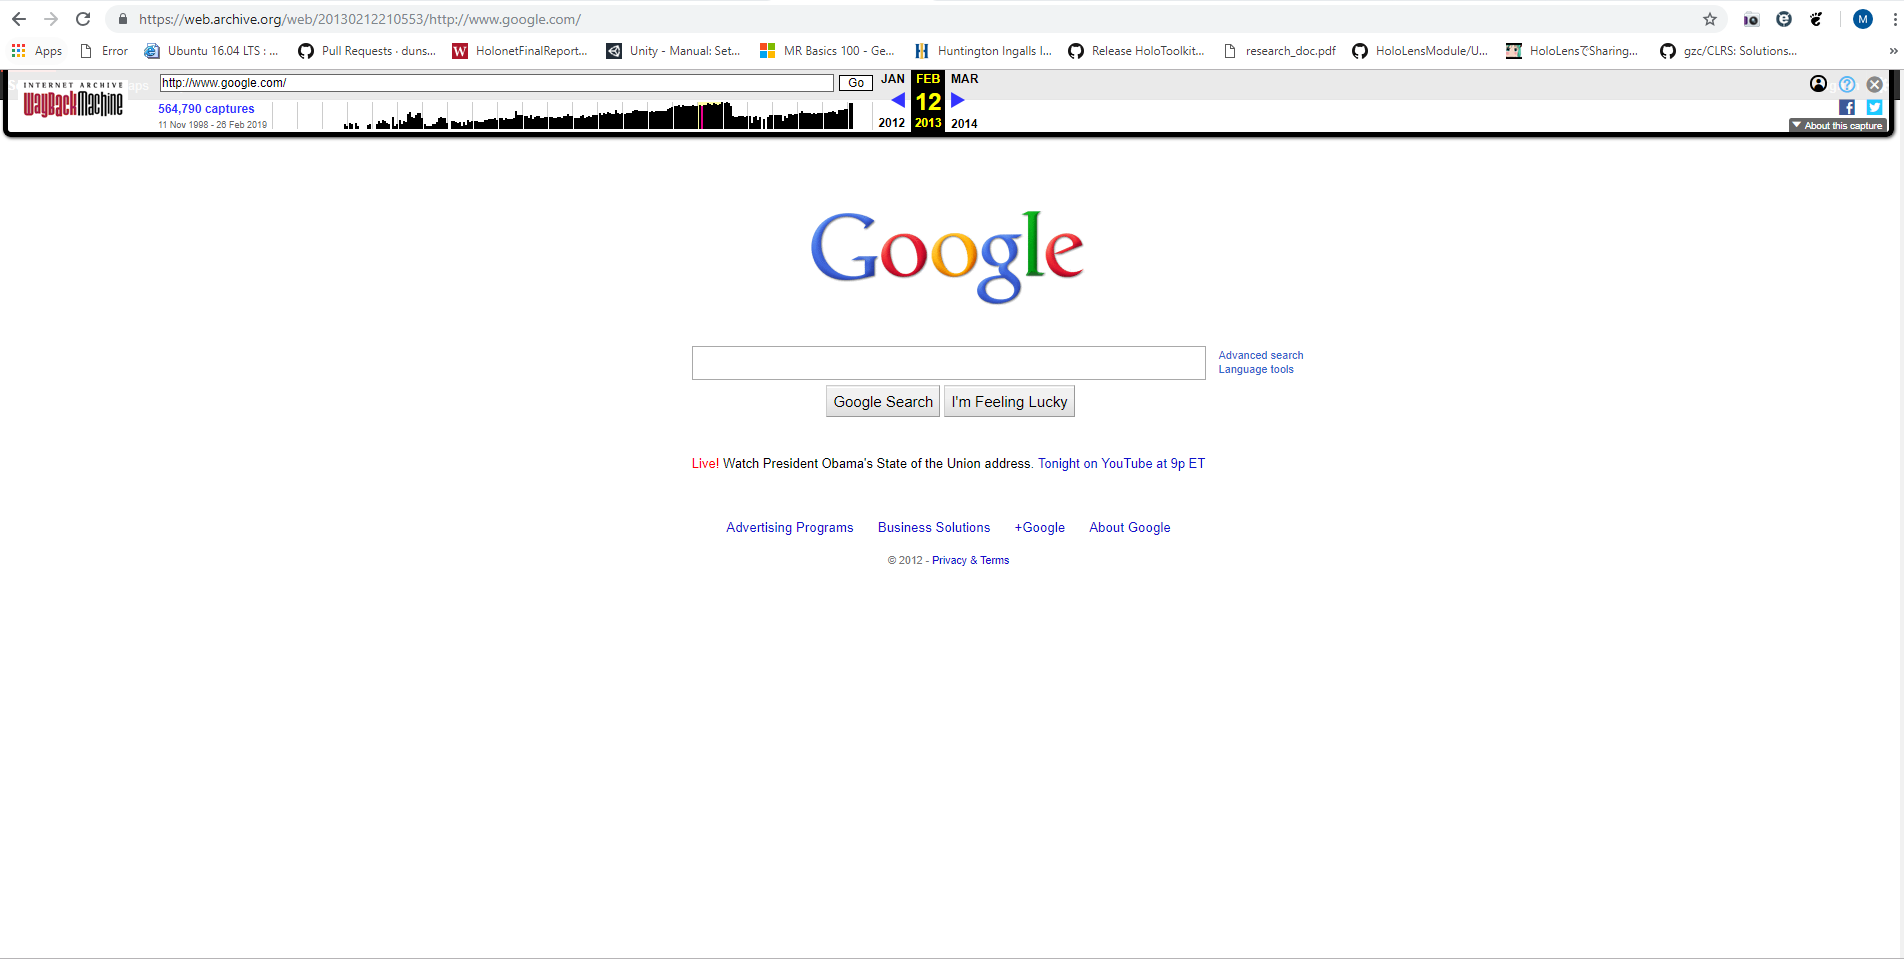 https://web.archive.org/web/20130212210553/http://www.google.com/
M
Apps Error Ubuntu 16.04 LTS : ... Pull Requests · duns... W HolonetFinalReport... Unity - Manual: Set... MR Basics 100 - Ge... Huntington Ingalls I... Release HoloToolkit... research_doc.pdf HoloLensModule/U... HoloLensでSharing... gzc/CLRS: Solutions... »
INTERNET ARCHIVE
WayBackMachine
http://www.google.com/ Go
JAN FEB MAR
564,790 captures
12
11 Nov 1998 - 26 Feb 2019
2012 2013 2014
About this capture
Google
Advanced search
Language tools
Google Search I'm Feeling Lucky
Live! Watch President Obama's State of the Union address. Tonight on YouTube at 9p ET
Advertising Programs Business Solutions +Google About Google
© 2012 - Privacy & Terms